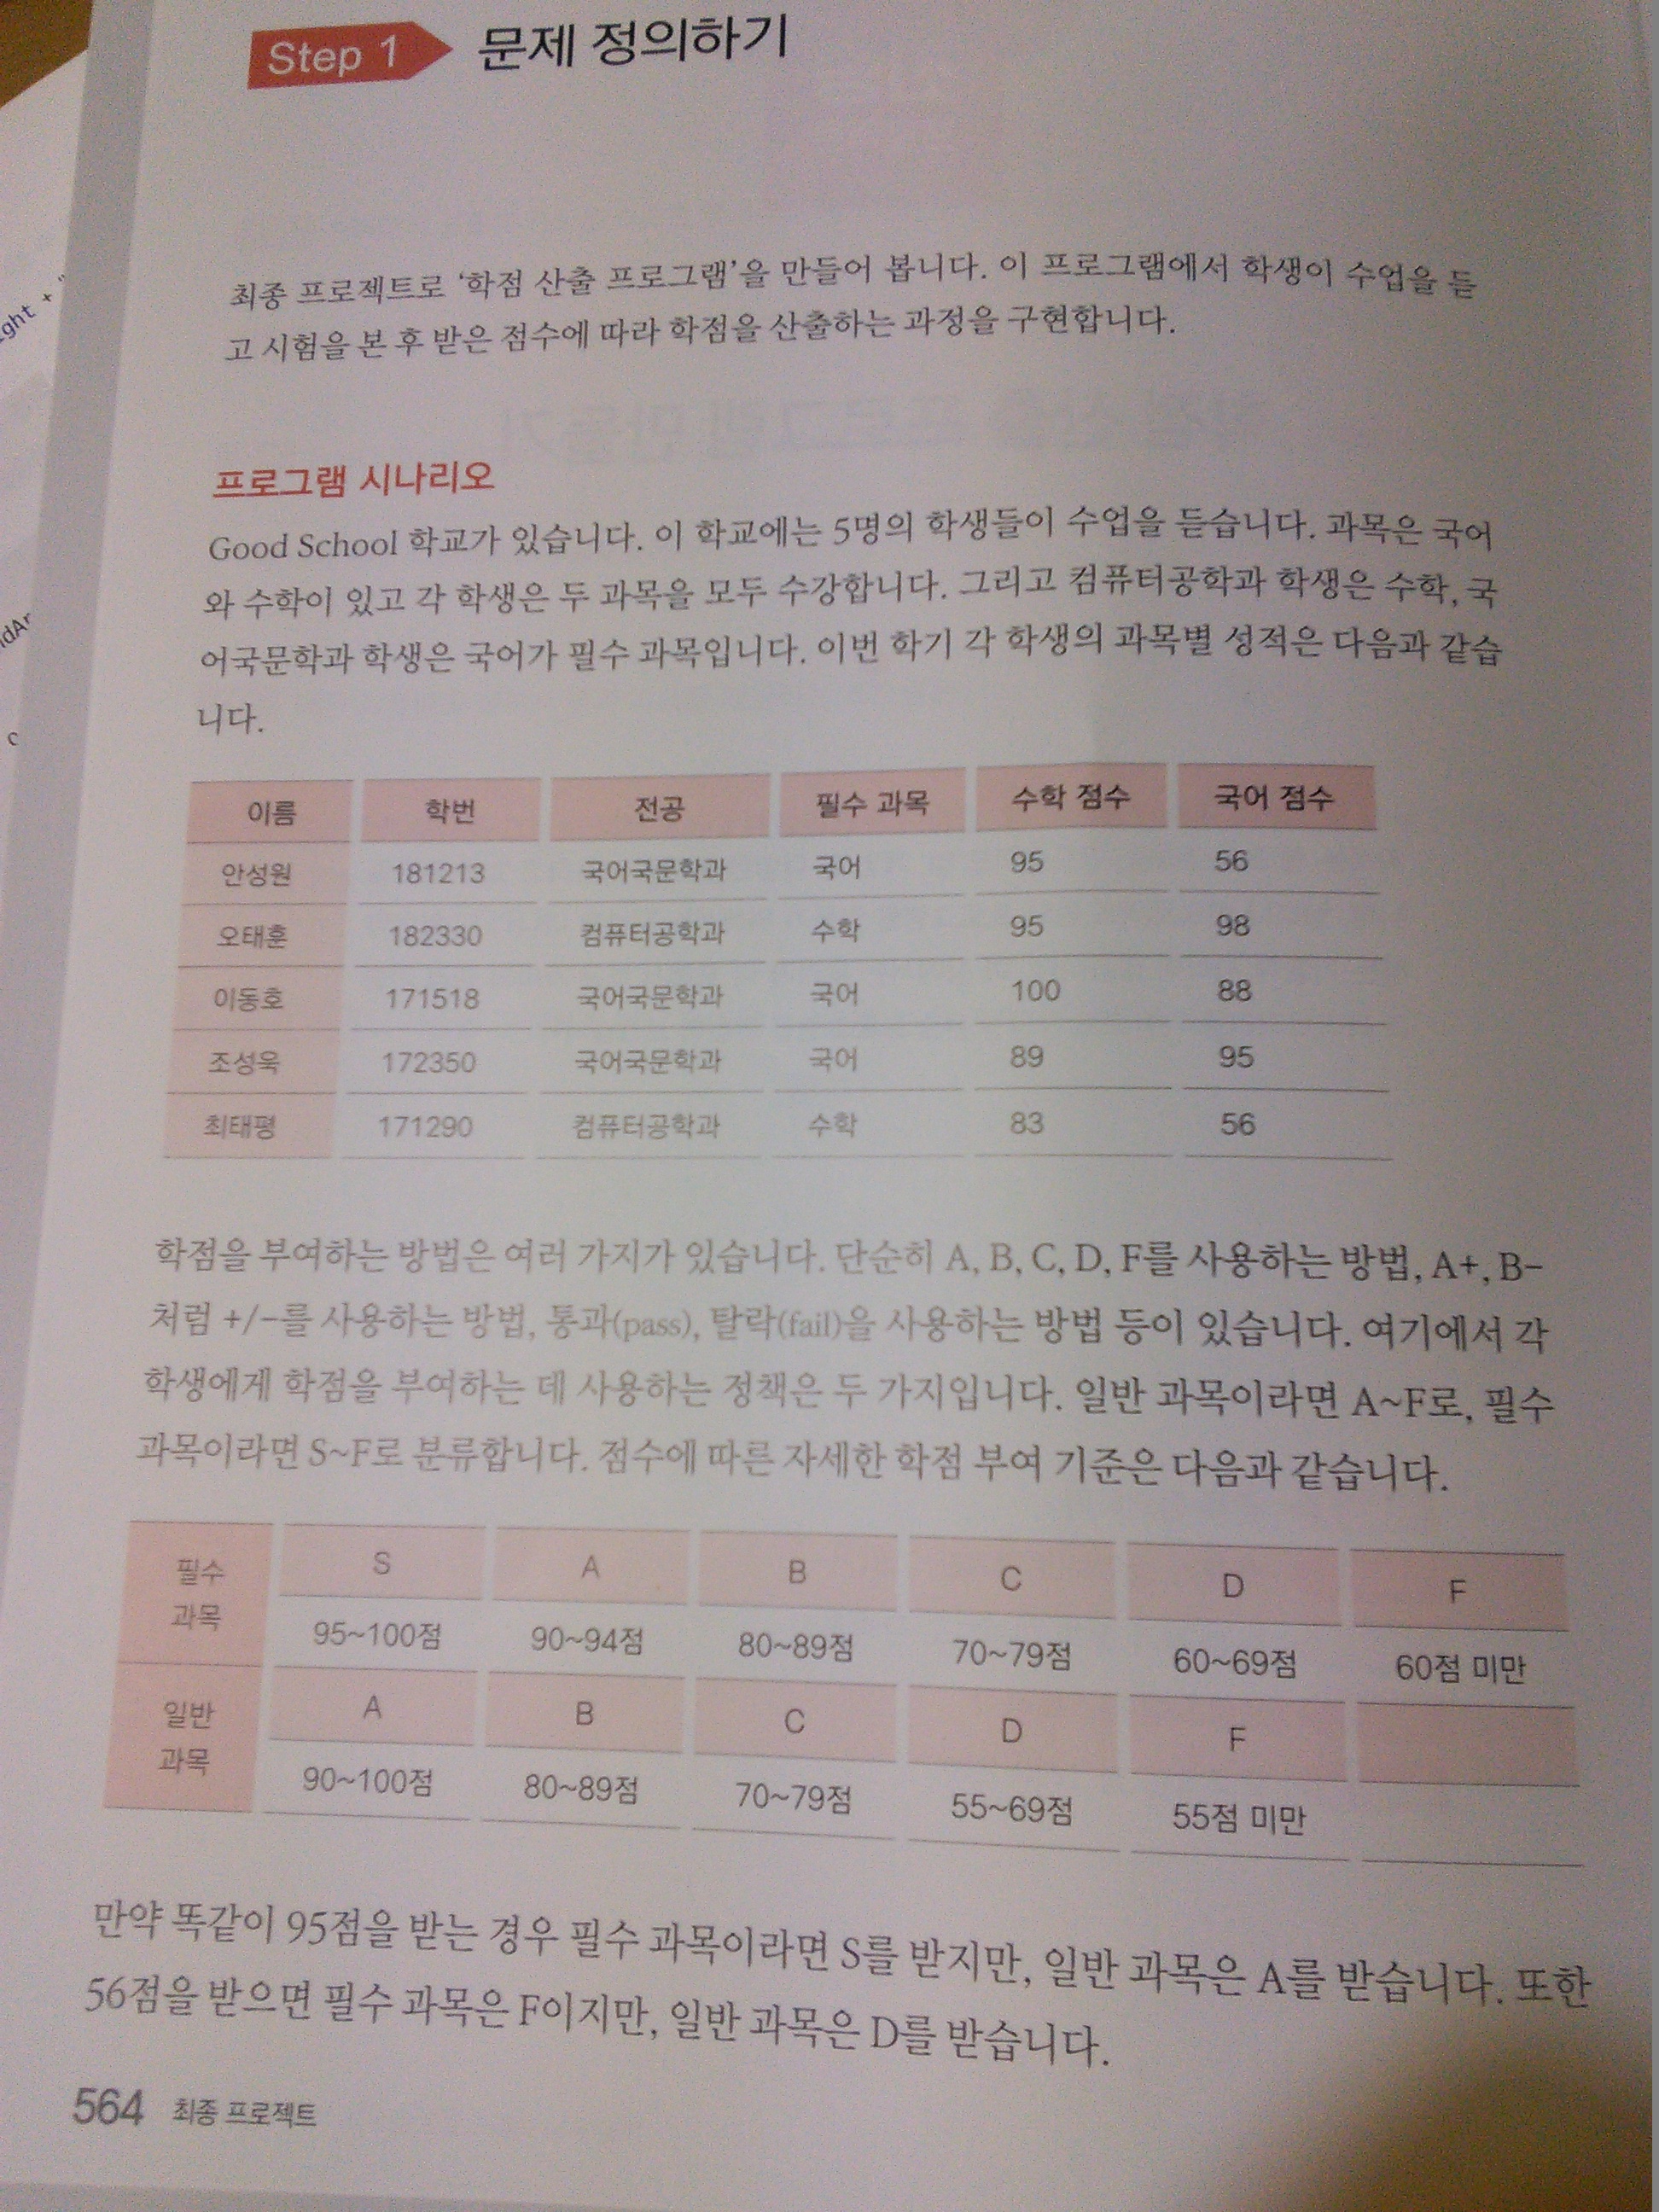 Step 1 문제 정의하기
최종 프로젝트로 ‘학점 산출 프로그램’을 만들어 봅니다. 이 프로그램에서 학생이 수업을 듣
고 시험을 본 후 받은 점수에 따라 학점을 산출하는 과정을 구현합니다.
프로그램 시나리오
Good School 학교가 있습니다. 이 학교에는 5명의 학생들이 수업을 듣습니다. 과목은 국어
와 수학이 있고 각 학생은 두 과목을 모두 수강합니다. 그리고 컴퓨터공학과 학생은 수학, 국
어국문학과 학생은 국어가 필수 과목입니다. 이번 학기 각 학생의 과목별 성적은 다음과 같습
니다.
이름 학번 전공 필수 과목 수학 점수 국어 점수
안성원 181213 국어국문학과 국어 95 56
오태훈 182330 컴퓨터공학과 수학 95 98
이동호 171518 국어국문학과 국어 100 88
조성욱 172350 국어국문학과 국어 89 95
최태평 171290 컴퓨터공학과 수학 83 56
학점을 부여하는 방법은 여러 가지가 있습니다. 단순히 A, B, C, D, F를 사용하는 방법, A+, B-
처럼 +/-를 사용하는 방법, 통과(pass), 탈락(fail)을 사용하는 방법 등이 있습니다. 여기에서 각
학생에게 학점을 부여하는 데 사용하는 정책은 두 가지입니다. 일반 과목이라면 A~F로, 필수
과목이라면 S~F로 분류합니다. 점수에 따른 자세한 학점 부여 기준은 다음과 같습니다.
필수 과목 S A B C D F
95~100점 90~94점 80~89점 70~79점 60~69점 60점 미만
일반 과목 A B C D F
90~100점 80~89점 70~79점 55~69점 55점 미만
만약 똑같이 95점을 받는 경우 필수 과목이라면 S를 받지만, 일반 과목은 A를 받습니다. 또한
56점을 받으면 필수 과목은 F이지만, 일반 과목은 D를 받습니다.
564 최종 프로젝트